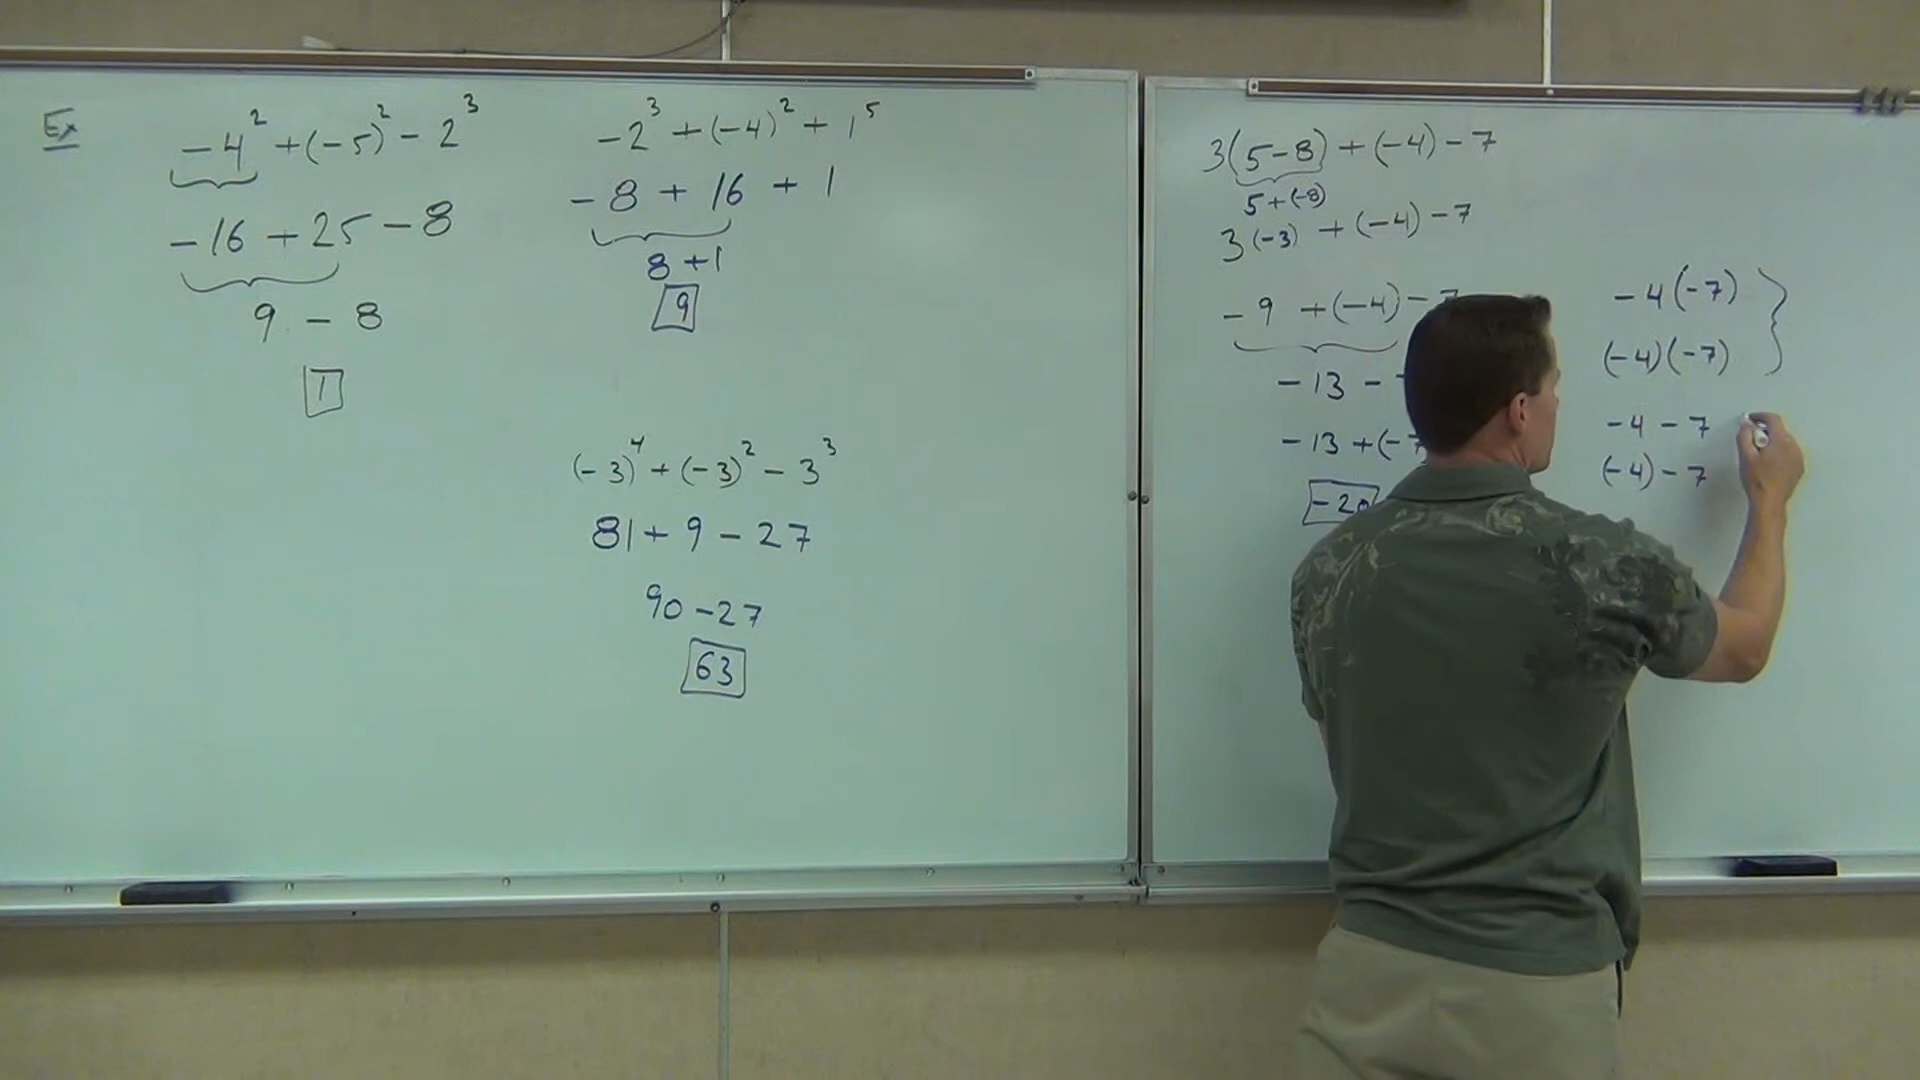 Ex
-4² + (-5)² - 2³
-16 + 25 - 8
9 - 8
1
-2³ + (-4)² + 1⁵
-8 + 16 + 1
8 + 1
9
(-3)⁴ + (-3)² - 3³
81 + 9 - 27
90 - 27
63
3(5-8) + (-4) - 7
5 + (-8)
3(-3) + (-4) - 7
-9 + (-4) - 7
-13 -
-13 + (-7
-20
-4(-7)
(-4)(-7)
-4 - 7
(-4) - 7